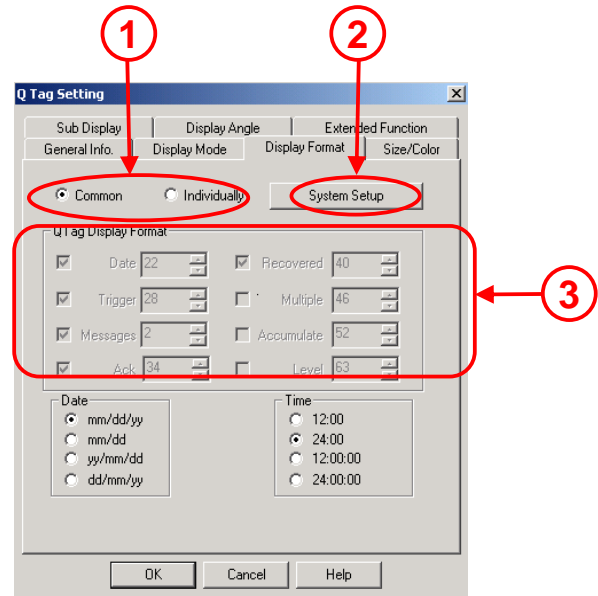 1 2
Q Tag Setting
Sub Display Display Angle Extended Function
General Info. Display Mode Display Format Size/Color
Common Individually System Setup
QTag Display Format
Date 22 Recovered 40
3
Trigger 28 Multiple 46
Messages 2 Accumulate 52
Ack 34 Level 63
Date Time
mm/dd/yy 12:00
mm/dd 24:00
yy/mm/dd 12:00:00
dd/mm/yy 24:00:00
OK Cancel Help